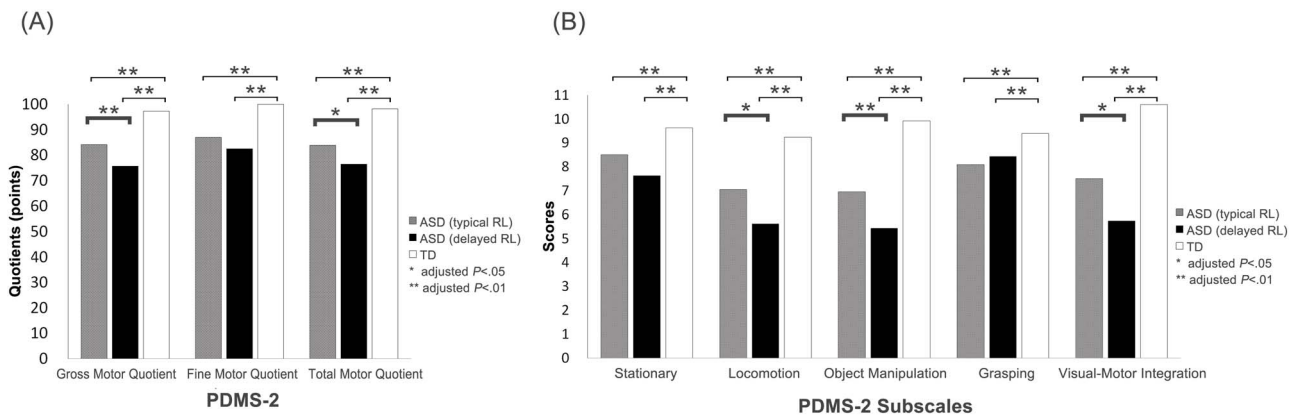 (A)
** ** **
** ** **
** *
100
90
80
70
60
50
40
30
20
10
0
Quotients (points)
Gross Motor Quotient Fine Motor Quotient Total Motor Quotient
PDMS-2
ASD (typical RL)
ASD (delayed RL)
TD
* adjusted P<.05
** adjusted P<.01
(B)
** ** ** ** **
** ** ** ** **
* ** *
11
10
9
8
7
6
5
4
3
2
1
0
Scores
Stationary Locomotion Object Manipulation Grasping Visual-Motor Integration
PDMS-2 Subscales
ASD (typical RL)
ASD (delayed RL)
TD
* adjusted P<.05
** adjusted P<.01